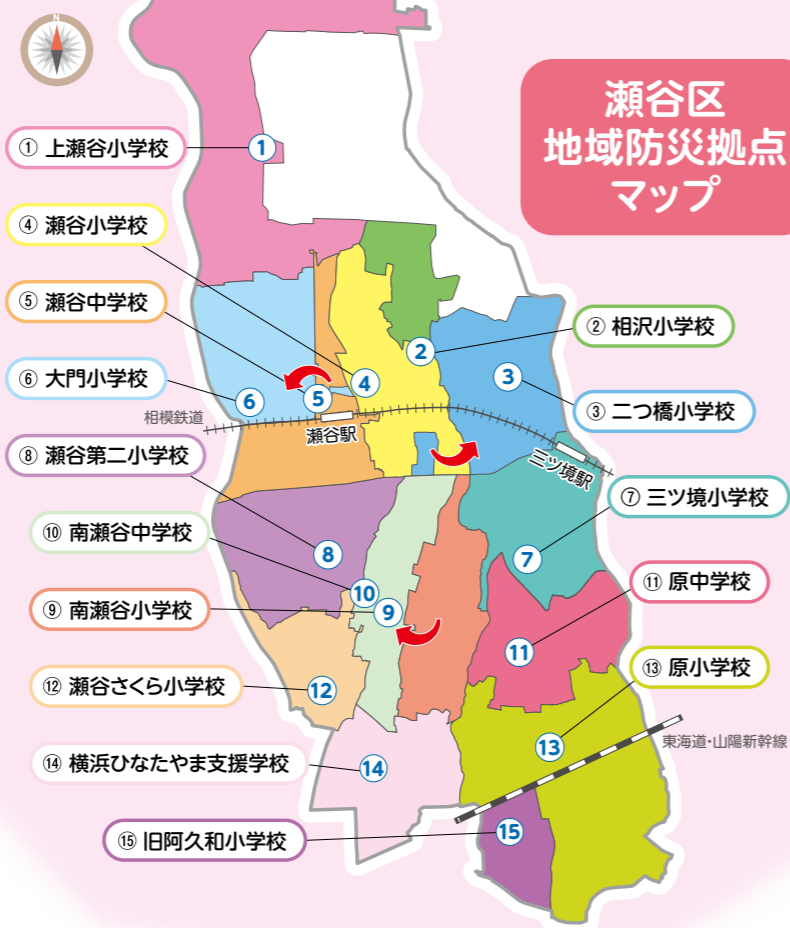 N
瀬谷区
地域防災拠点
マップ
① 上瀬谷小学校
④ 瀬谷小学校
⑤ 瀬谷中学校
⑥ 大門小学校
相模鉄道
⑧ 瀬谷第二小学校
⑩ 南瀬谷中学校
⑨ 南瀬谷小学校
⑫ 瀬谷さくら小学校
⑭ 横浜ひなたやま支援学校
⑮ 旧阿久和小学校
② 相沢小学校
③ 二つ橋小学校
⑦ 三ツ境小学校
⑪ 原中学校
⑬ 原小学校
東海道・山陽新幹線
瀬谷駅
三ツ境駅
1
2
3
4
5
6
7
8
10
9
11
12
13
14
15